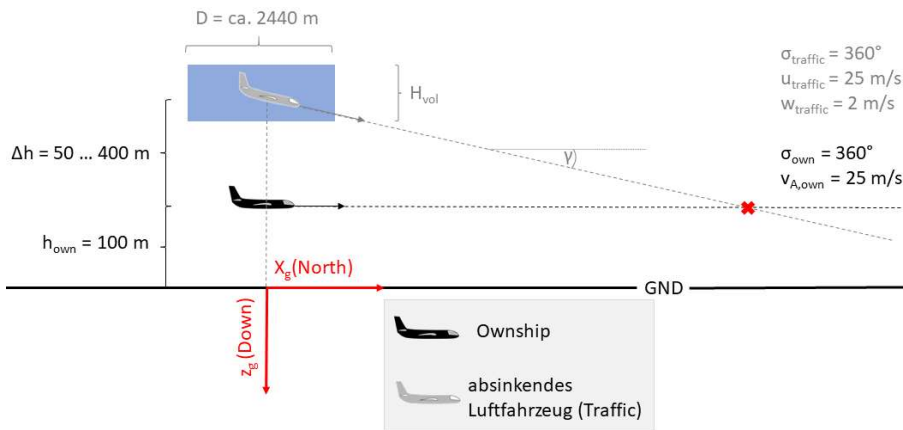 D = ca. 2440 m
H_vol
σ_traffic = 360°
u_traffic = 25 m/s
w_traffic = 2 m/s
Δh = 50 ... 400 m
γ)
σ_own = 360°
v_A,own = 25 m/s
h_own = 100 m
X_g(North)
GND
z_g(Down)
Ownship
absinkendes
Luftfahrzeug (Traffic)